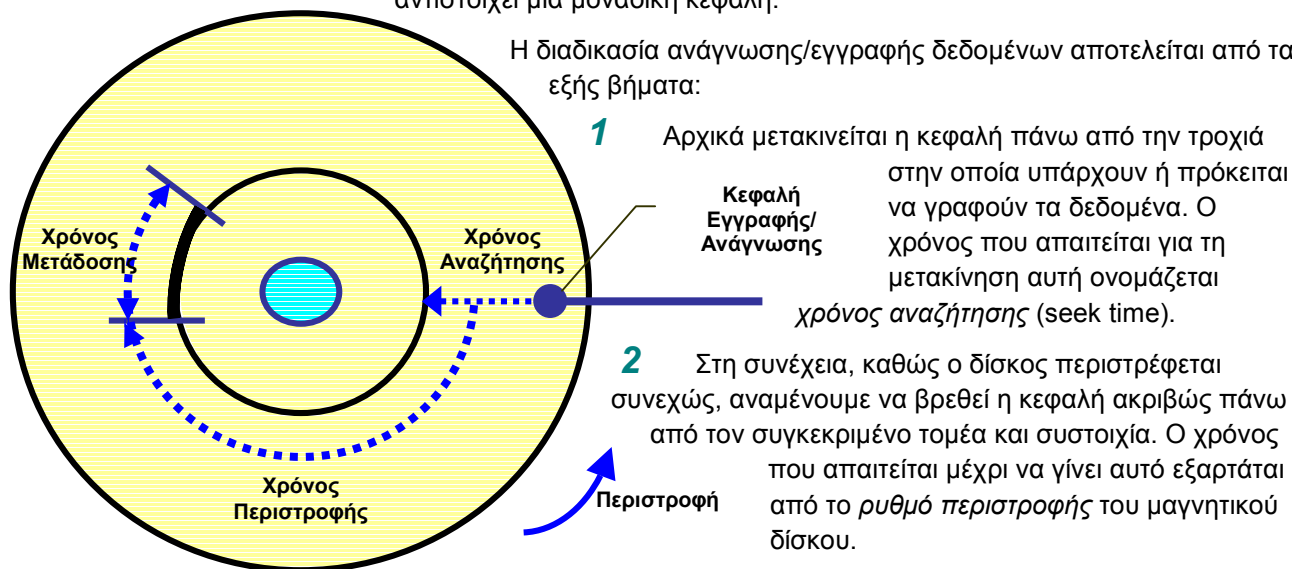 αντιστοιχεί μια μοναδική κεφαλή.
Η διαδικασία ανάγνωσης/εγγραφής δεδομένων αποτελείται από τα
εξής βήματα:
1 Αρχικά μετακινείται η κεφαλή πάνω από την τροχιά
στην οποία υπάρχουν ή πρόκειται
να γραφούν τα δεδομένα. Ο
χρόνος που απαιτείται για τη
μετακίνηση αυτή ονομάζεται
χρόνος αναζήτησης (seek time).
Κεφαλή
Εγγραφής/
Ανάγνωσης
Χρόνος
Μετάδοσης
Χρόνος
Αναζήτησης
2 Στη συνέχεια, καθώς ο δίσκος περιστρέφεται
συνεχώς, αναμένουμε να βρεθεί η κεφαλή ακριβώς πάνω
από τον συγκεκριμένο τομέα και συστοιχία. Ο χρόνος
που απαιτείται μέχρι να γίνει αυτό εξαρτάται
από το ρυθμό περιστροφής του μαγνητικού
δίσκου.
Χρόνος
Περιστροφής
Περιστροφή